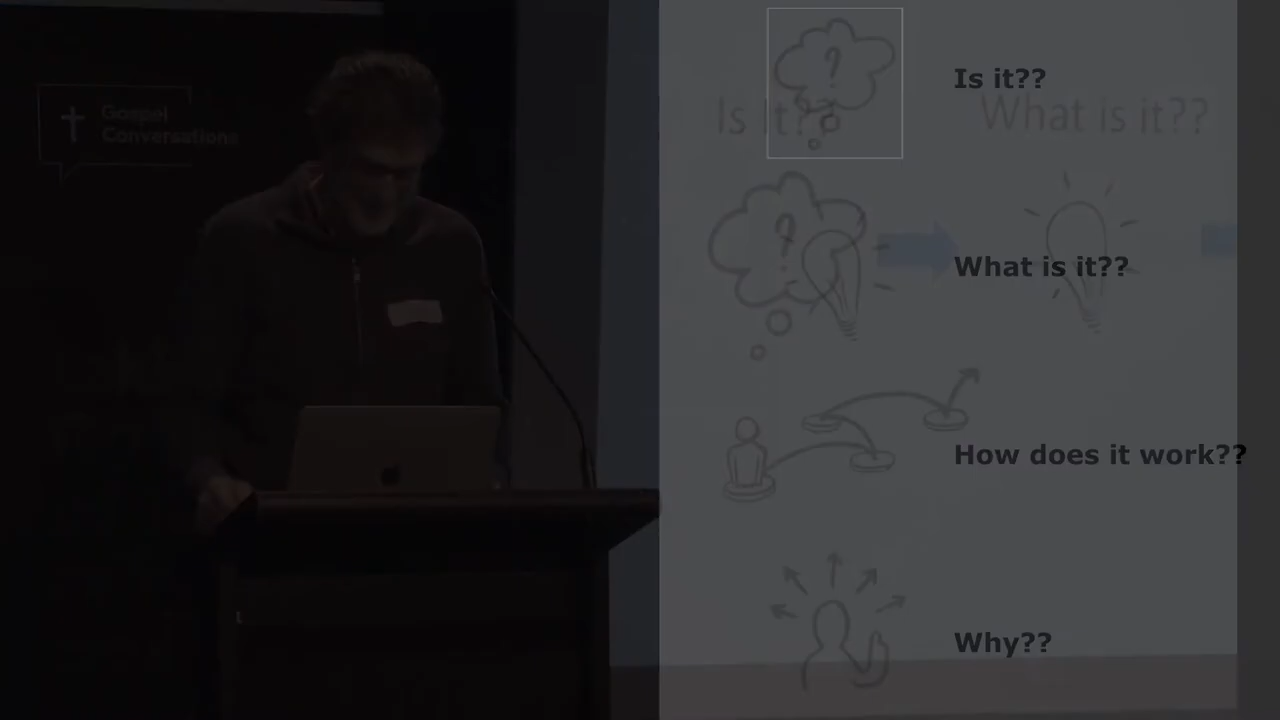 Gospel
Conversations
Is it??
Is It??
What is it??
What is it??
How does it work??
Why??